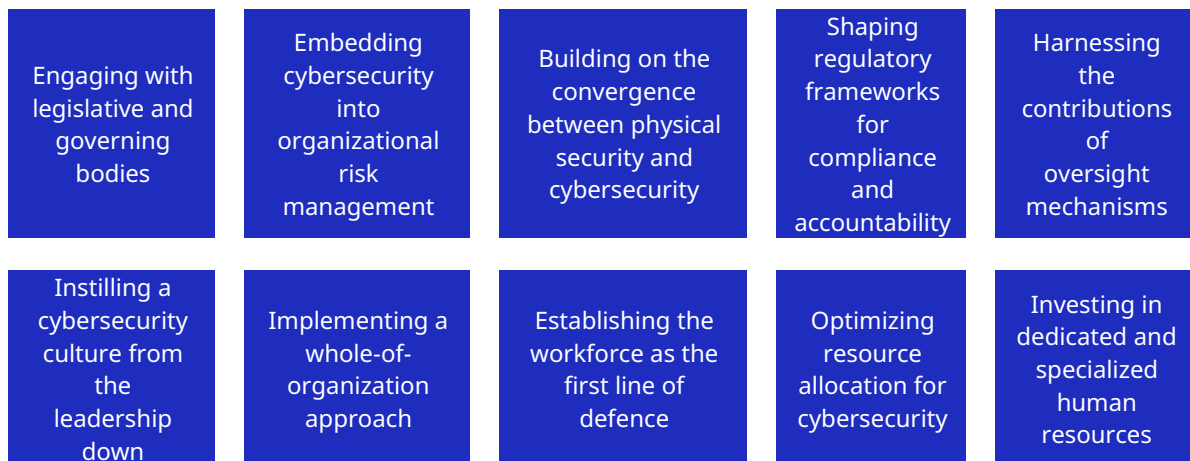 Engaging with
legislative and
governing
bodies
Embedding
cybersecurity
into
organizational
risk
management
Building on the
convergence
between physical
security and
cybersecurity
Shaping
regulatory
frameworks
for
compliance
and
accountability
Harnessing
the
contributions
of
oversight
mechanisms
Instilling a
cybersecurity
culture from
the
leadership
down
Implementing a
whole-of-
organization
approach
Establishing the
workforce as the
first line of
defence
Optimizing
resource
allocation for
cybersecurity
Investing in
dedicated and
specialized
human
resources